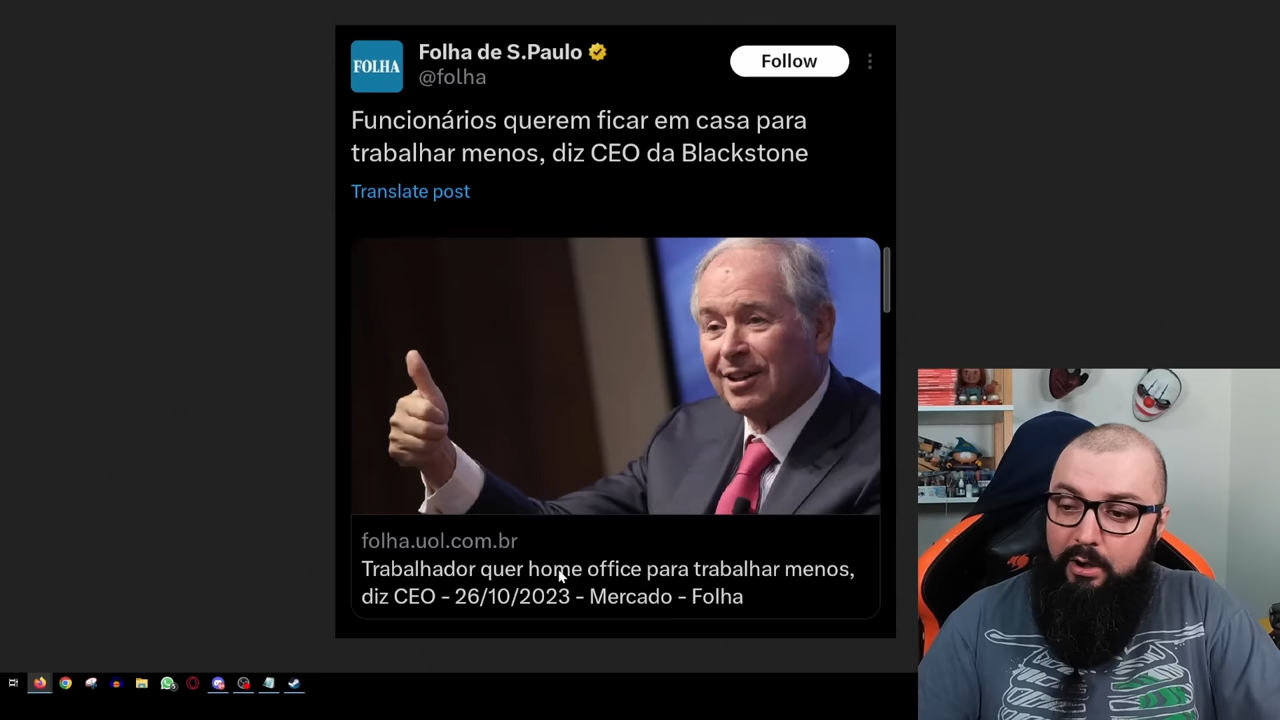 FOLHA
Folha de S.Paulo
@folha
Follow
Funcionários querem ficar em casa para
trabalhar menos, diz CEO da Blackstone
Translate post
folha.uol.com.br
Trabalhador quer home office para trabalhar menos,
diz CEO - 26/10/2023 - Mercado - Folha